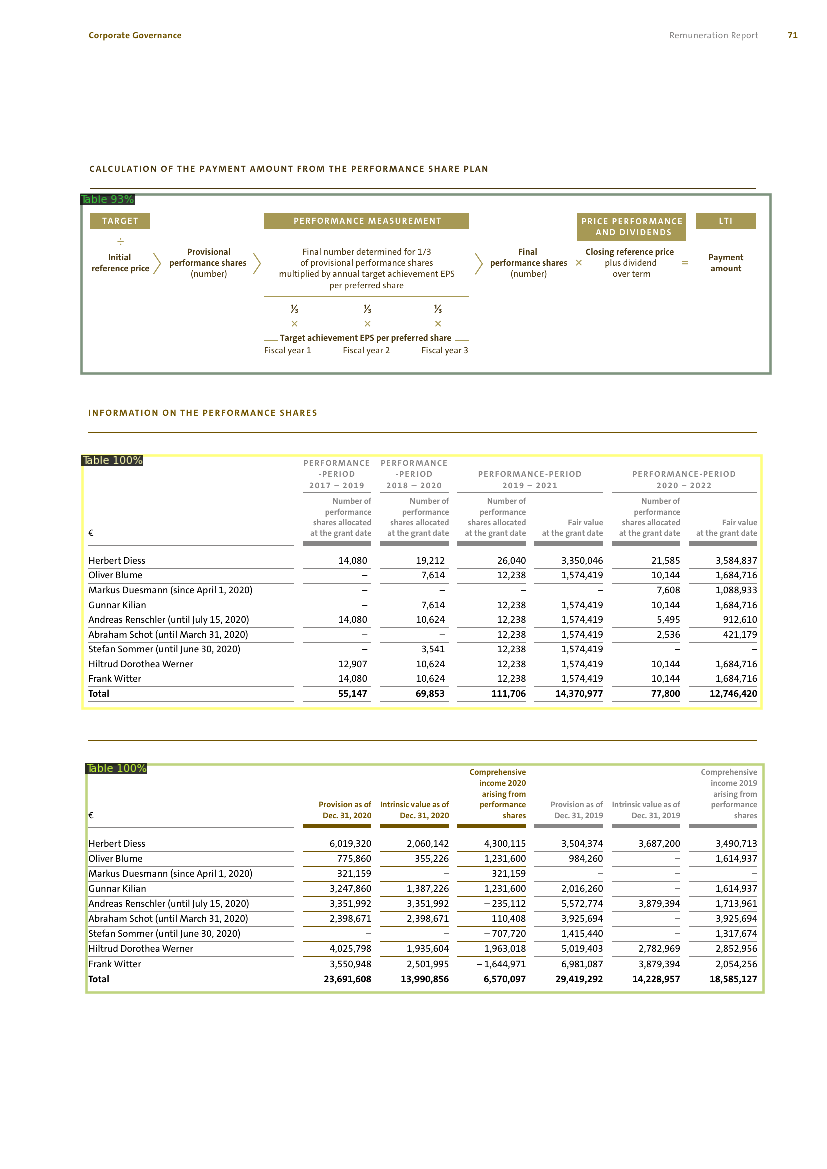 Corporate Governance Remuneration Report 71
CALCULATION OF THE PAYMENT AMOUNT FROM THE PERFORMANCE SHARE PLAN
Table 93%
TARGET
÷
Initial
reference price
Provisional
performance shares
(number)
PERFORMANCE MEASUREMENT
Final number determined for 1/3
of provisional performance shares
multiplied by annual target achievement EPS
per preferred share
⅓ ⅓ ⅓
× × ×
Target achievement EPS per preferred share
Fiscal year 1 Fiscal year 2 Fiscal year 3
Final
performance shares
(number)
×
PRICE PERFORMANCE
AND DIVIDENDS
Closing reference price
plus dividend
over term
=
LTI
Payment
amount
INFORMATION ON THE PERFORMANCE SHARES
Table 100%
PERFORMANCE
-PERIOD
2017 – 2019
PERFORMANCE
-PERIOD
2018 – 2020
PERFORMANCE-PERIOD
2019 – 2021
PERFORMANCE-PERIOD
2020 – 2022
€
Number of
performance
shares allocated
at the grant date
Number of
performance
shares allocated
at the grant date
Number of
performance
shares allocated
at the grant date
Fair value
at the grant date
Number of
performance
shares allocated
at the grant date
Fair value
at the grant date
Herbert Diess 14,080 19,212 26,040 3,350,046 21,585 3,584,837
Oliver Blume – 7,614 12,238 1,574,419 10,144 1,684,716
Markus Duesmann (since April 1, 2020) – – – – 7,608 1,088,933
Gunnar Kilian – 7,614 12,238 1,574,419 10,144 1,684,716
Andreas Renschler (until July 15, 2020) 14,080 10,624 12,238 1,574,419 5,495 912,610
Abraham Schot (until March 31, 2020) – – 12,238 1,574,419 2,536 421,179
Stefan Sommer (until June 30, 2020) – 3,541 12,238 1,574,419 – –
Hiltrud Dorothea Werner 12,907 10,624 12,238 1,574,419 10,144 1,684,716
Frank Witter 14,080 10,624 12,238 1,574,419 10,144 1,684,716
Total 55,147 69,853 111,706 14,370,977 77,800 12,746,420
Table 100%
€
Provision as of
Dec. 31, 2020
Intrinsic value as of
Dec. 31, 2020
Comprehensive
income 2020
arising from
performance
shares
Provision as of
Dec. 31, 2019
Intrinsic value as of
Dec. 31, 2019
Comprehensive
income 2019
arising from
performance
shares
Herbert Diess 6,019,320 2,060,142 4,300,115 3,504,374 3,687,200 3,490,713
Oliver Blume 775,860 355,226 1,231,600 984,260 – 1,614,937
Markus Duesmann (since April 1, 2020) 321,159 – 321,159 – – –
Gunnar Kilian 3,247,860 1,387,226 1,231,600 2,016,260 – 1,614,937
Andreas Renschler (until July 15, 2020) 3,351,992 3,351,992 – 235,112 5,572,774 3,879,394 1,713,961
Abraham Schot (until March 31, 2020) 2,398,671 2,398,671 110,408 3,925,694 – 3,925,694
Stefan Sommer (until June 30, 2020) – – – 707,720 1,415,440 – 1,317,674
Hiltrud Dorothea Werner 4,025,798 1,935,604 1,963,018 5,019,403 2,782,969 2,852,956
Frank Witter 3,550,948 2,501,995 – 1,644,971 6,981,087 3,879,394 2,054,256
Total 23,691,608 13,990,856 6,570,097 29,419,292 14,228,957 18,585,127